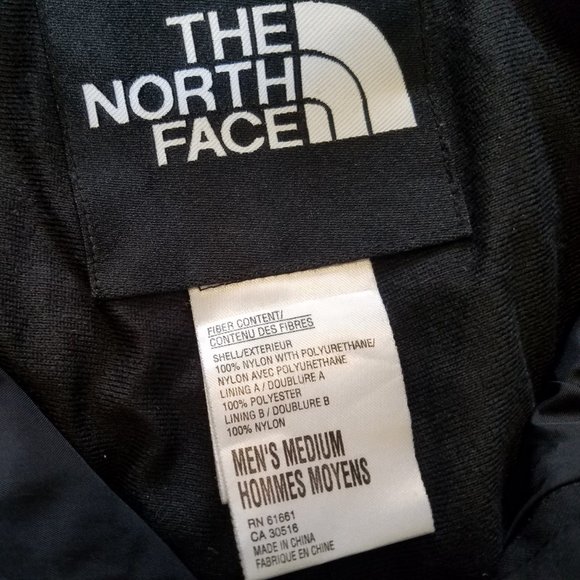 THE
NORTH
FACE
FIBER CONTENT/
CONTENU DES FIBRES
SHELL/EXTERIEUR
100% NYLON WITH POLYURETHANE/
NYLON AVEC POLYURETHANE
LINING A / DOUBLURE A
100% POLYESTER
LINING B / DOUBLURE B
100% NYLON
MEN'S MEDIUM
HOMMES MOYENS
RN 61661
CA 30516
MADE IN CHINA
FABRIQUE EN CHINE